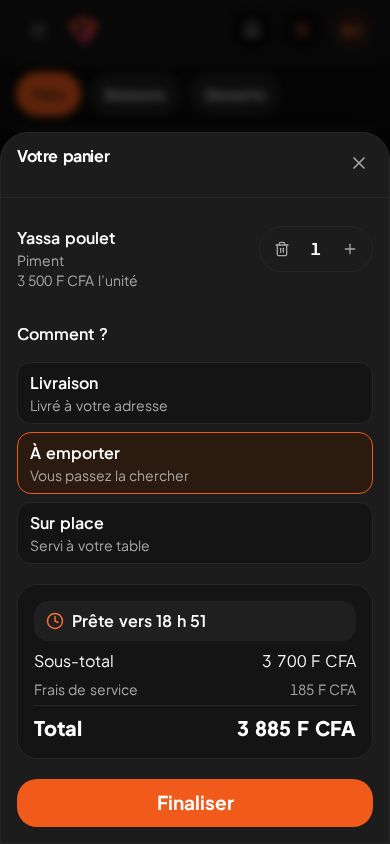 Votre panier
Yassa poulet
Piment
3 500 F CFA l'unité
1
Comment ?
Livraison
Livré à votre adresse
À emporter
Vous passez la chercher
Sur place
Servi à votre table
Prête vers 18 h 51
Sous-total 3 700 F CFA
Frais de service 185 F CFA
Total 3 885 F CFA
Finaliser